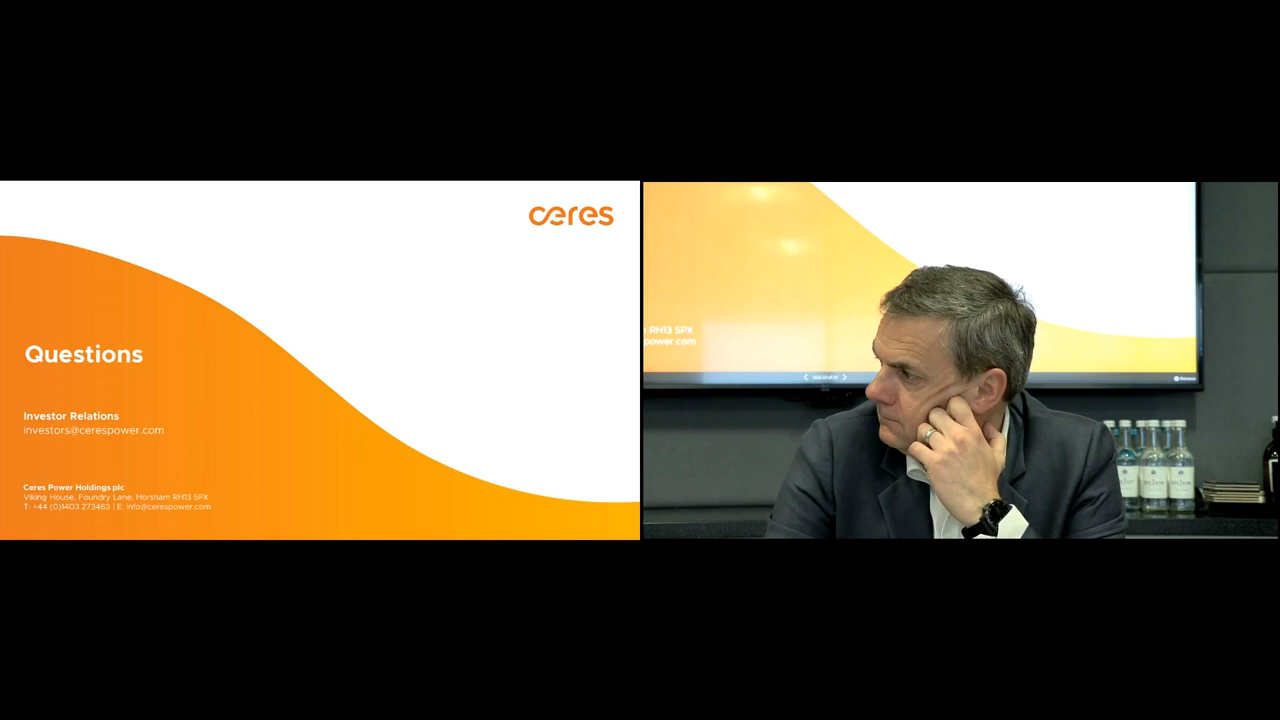 ceres
Questions
Investor Relations
investors@cerespower.com
Ceres Power Holdings plc
Viking House, Foundry Lane, Horsham RH13 5PX
T: +44 (0)1403 273463 | E: info@cerespower.com
RH13 5PX
power.com